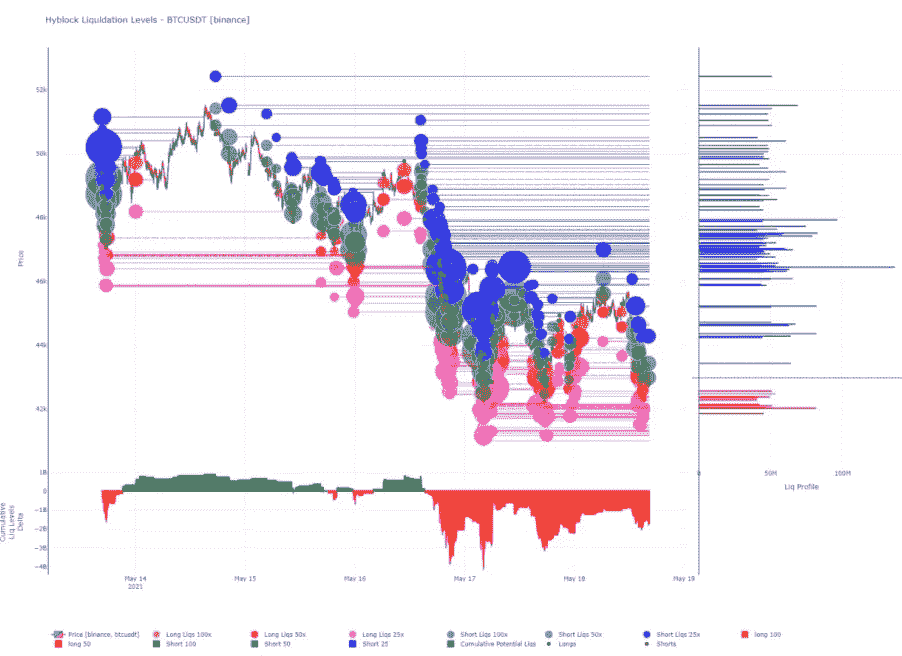 Hyblock Liquidation Levels - BTCUSDT [binance]
52k
50k
48k
46k
44k
42k
Price
1B
0
−1B
−2B
−3B
−4B
Cumulative
Liq Levels
Delta
May 14
2021
May 15
May 16
May 17
May 18
May 19
0
50M
100M
Liq Profile
Price [binance, btcusdt]
Long Liqs 100x
Long Liqs 50x
Long Liqs 25x
Short Liqs 100x
Short Liqs 50x
Short Liqs 25x
long 100
long 50
Short 100
Short 50
Short 25
Cumulative Potential Liqs
Longs
Shorts